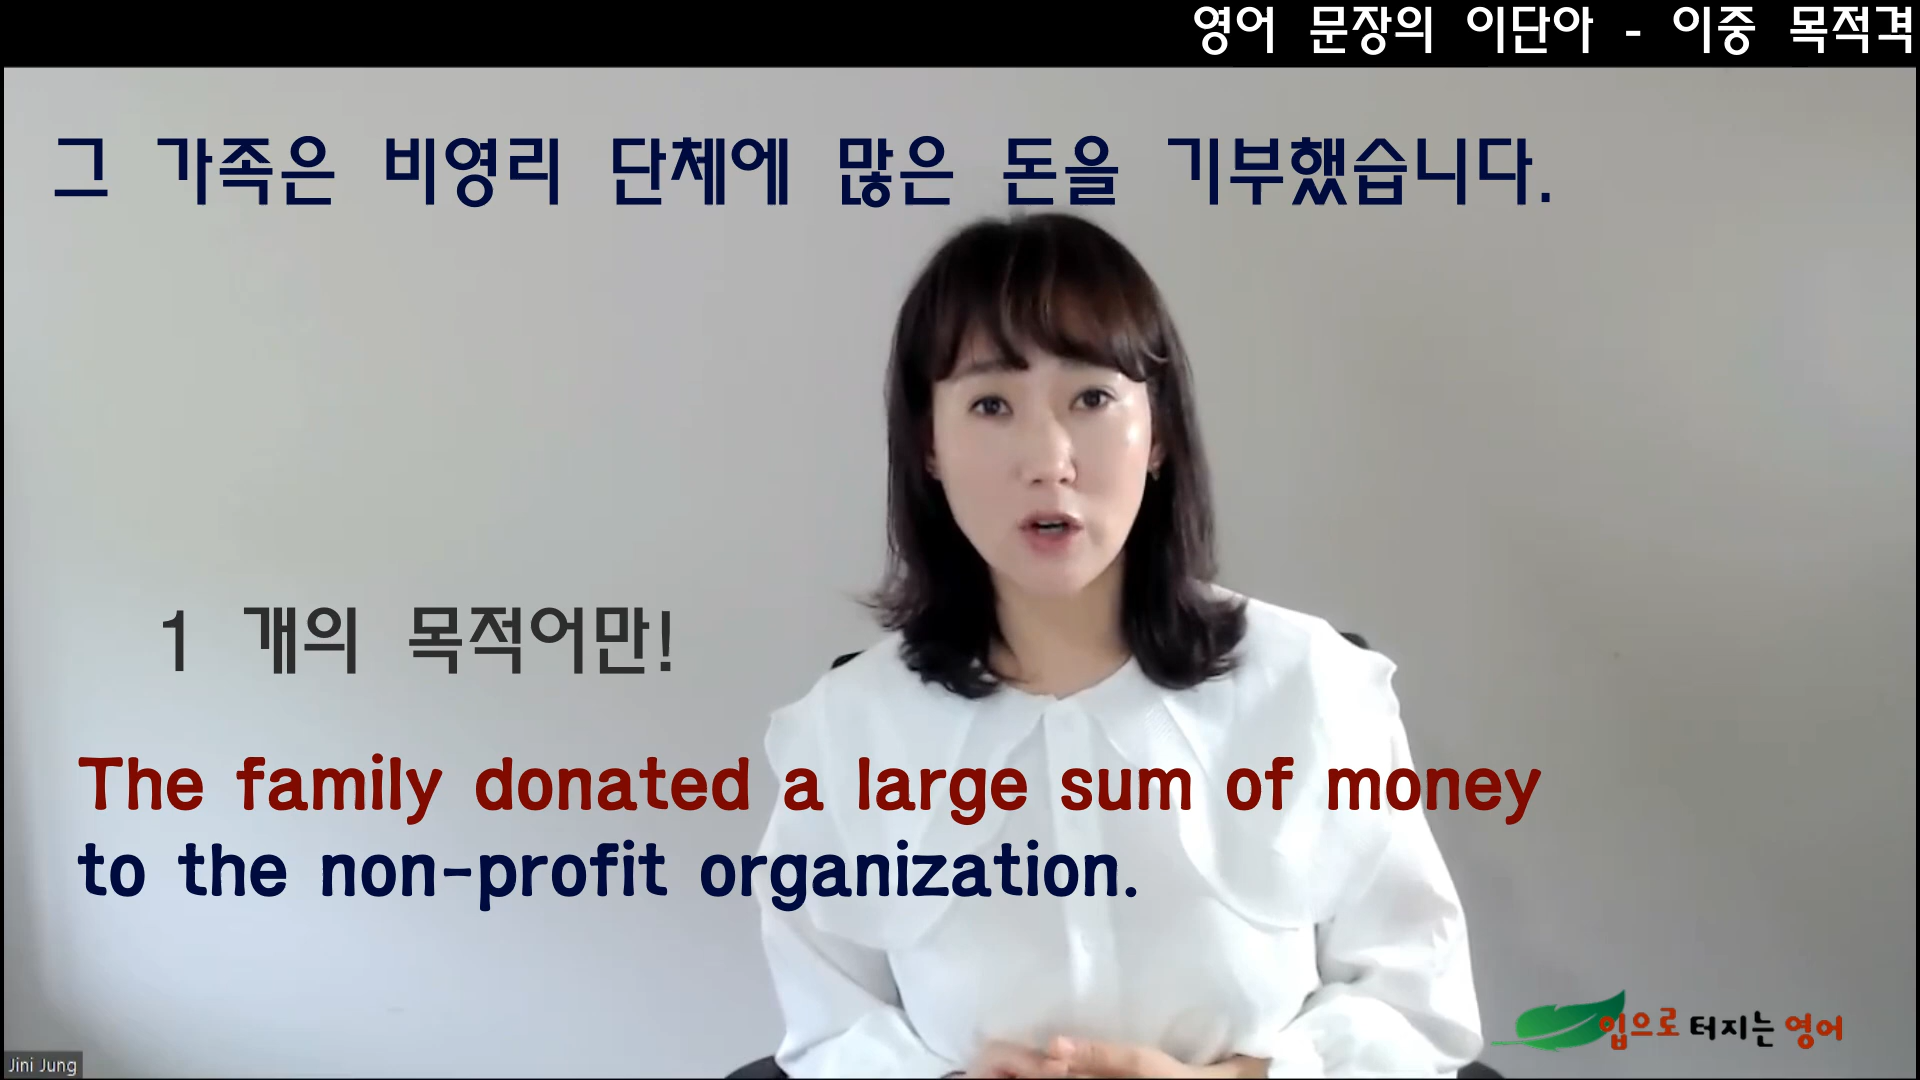 영어 문장의 이단아 - 이중 목적격
그 가족은 비영리 단체에 많은 돈을 기부했습니다.
1 개의 목적어만!
The family donated a large sum of money
to the non-profit organization.
입으로 터지는 영어
Jini Jung